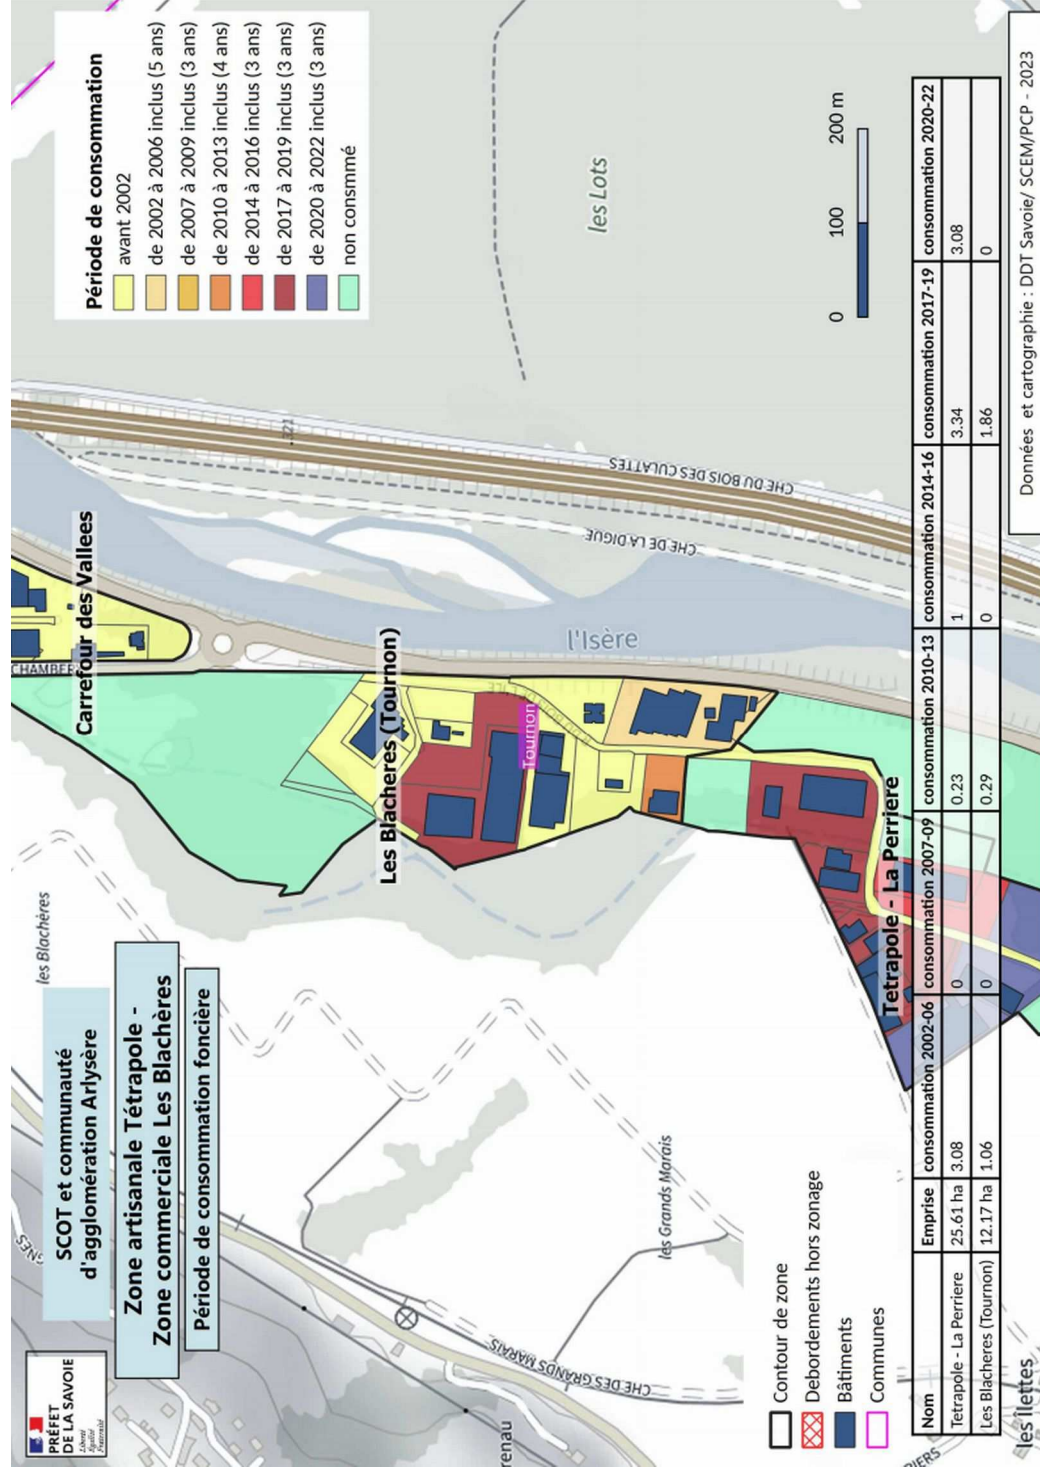 PRÉFET
DE LA SAVOIE
Liberté
Égalité
Fraternité
SCOT et communauté
d'agglomération Arlysère
Zone artisanale Tétrapole -
Zone commerciale Les Blachères
Période de consommation foncière
Période de consommation
avant 2002
de 2002 à 2006 inclus (5 ans)
de 2007 à 2009 inclus (3 ans)
de 2010 à 2013 inclus (4 ans)
de 2014 à 2016 inclus (3 ans)
de 2017 à 2019 inclus (3 ans)
de 2020 à 2022 inclus (3 ans)
non consmmé
les Blachères
Carrefour des Vallees
CHAMBER
321
Les Blacheres (Tournon)
Tournon
l'Isère
CHE DE LA DIGUE
CHE DU BOIS DES CULATTES
les Lots
les Grands Marais
CHE DES GRANDS MARAIS
GNES
renau
Tetrapole - La Perriere
0 100 200 m
Contour de zone
Debordements hors zonage
Bâtiments
Communes
Nom Emprise consommation 2002-06 consommation 2007-09 consommation 2010-13 consommation 2014-16 consommation 2017-19 consommation 2020-22
Tetrapole - La Perriere 25.61 ha 3.08 0 0.23 1 3.34 3.08
Les Blacheres (Tournon) 12.17 ha 1.06 0 0.29 0 1.86 0
IERS
les îlettes
Données et cartographie : DDT Savoie/ SCEM/PCP - 2023